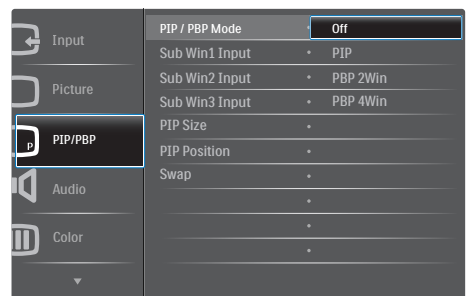 Input
Picture
P
PIP/PBP
Audio
Color
PIP / PBP Mode • Off
Sub Win1 Input • PIP
Sub Win2 Input • PBP 2Win
Sub Win3 Input • PBP 4Win
PIP Size •
PIP Position •
Swap •
•
•
•